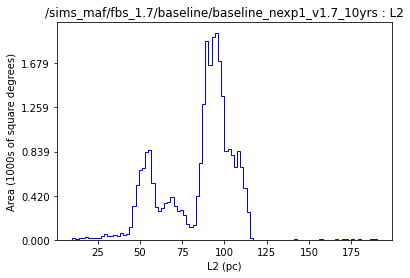 /sims_maf/fbs_1.7/baseline/baseline_nexp1_v1.7_10yrs : L2
Area (1000s of square degrees)
1.679
1.259
0.839
0.420
0.000
25 50 75 100 125 150 175
L2 (pc)